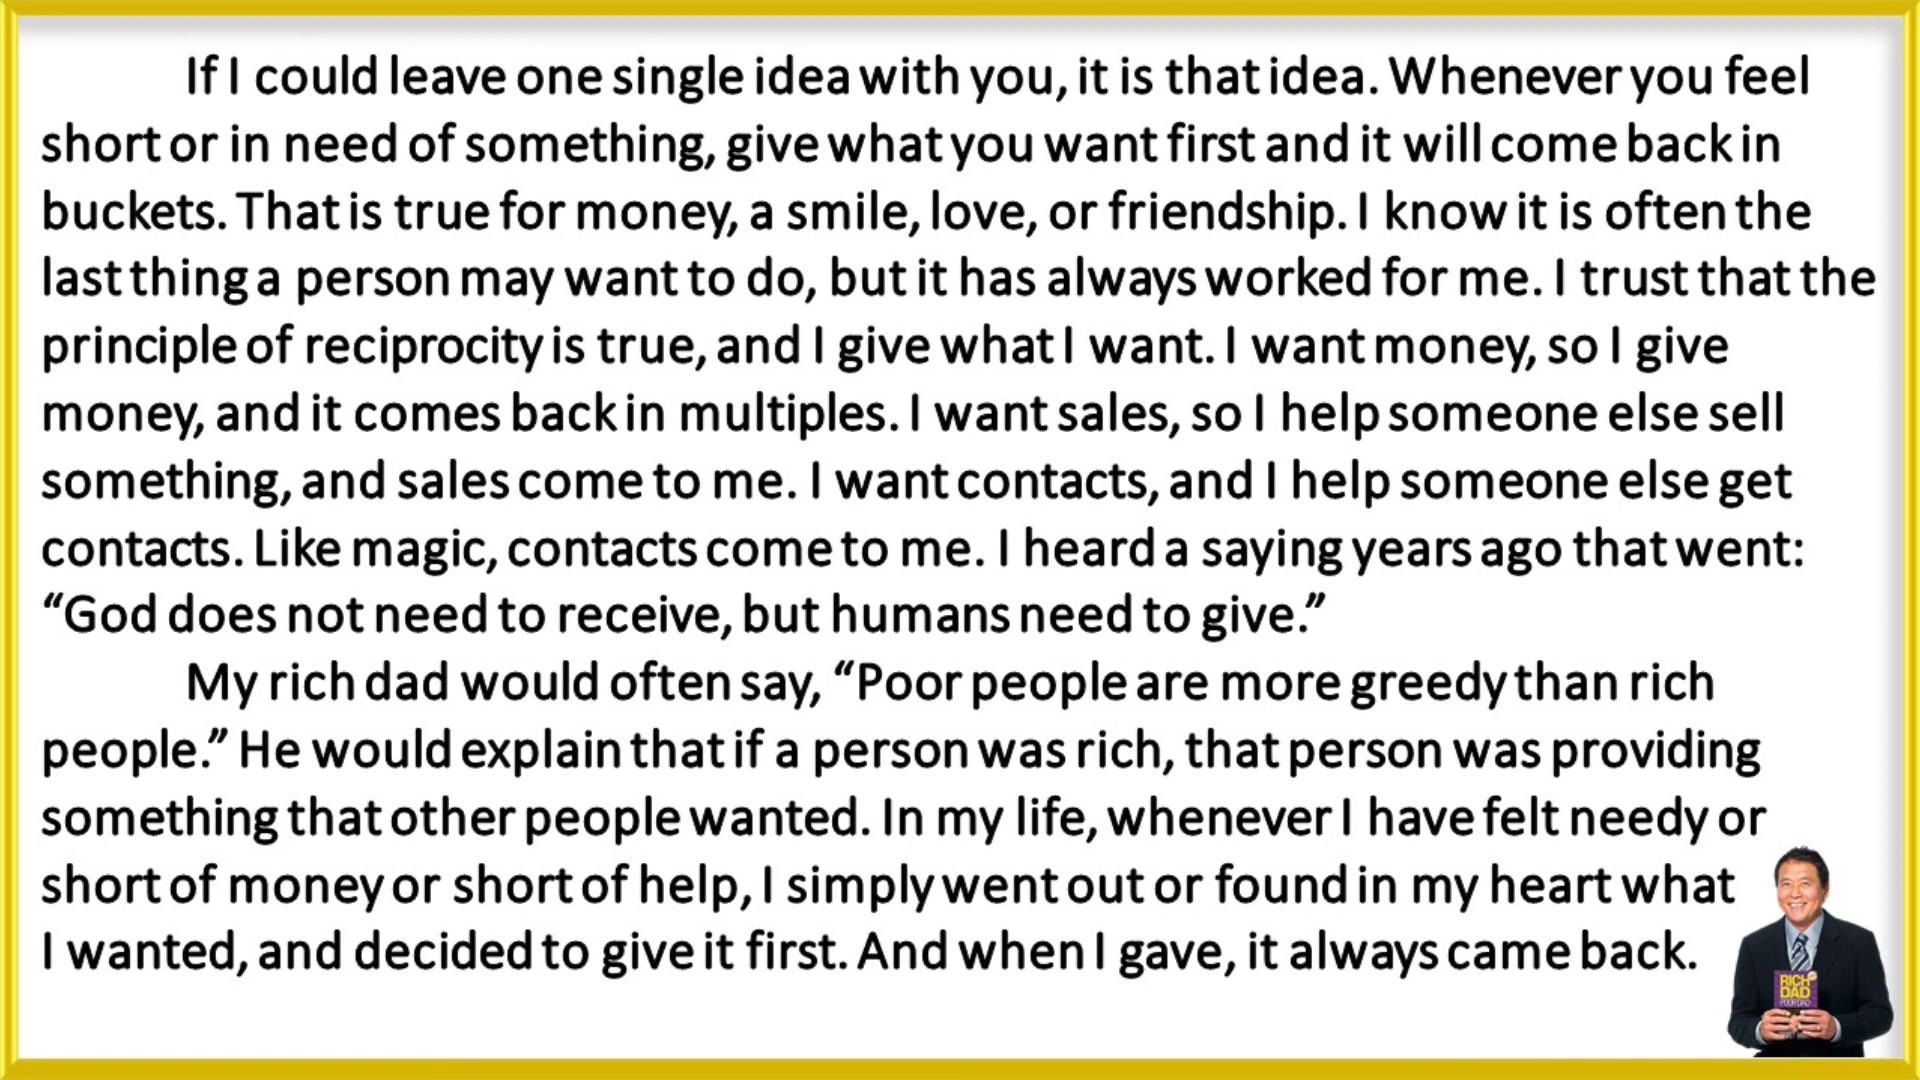 If I could leave one single idea with you, it is that idea. Whenever you feel
short or in need of something, give what you want first and it will come back in
buckets. That is true for money, a smile, love, or friendship. I know it is often the
last thing a person may want to do, but it has always worked for me. I trust that the
principle of reciprocity is true, and I give what I want. I want money, so I give
money, and it comes back in multiples. I want sales, so I help someone else sell
something, and sales come to me. I want contacts, and I help someone else get
contacts. Like magic, contacts come to me. I heard a saying years ago that went:
“God does not need to receive, but humans need to give.”
My rich dad would often say, “Poor people are more greedy than rich
people.” He would explain that if a person was rich, that person was providing
something that other people wanted. In my life, whenever I have felt needy or
short of money or short of help, I simply went out or found in my heart what
I wanted, and decided to give it first. And when I gave, it always came back.
RICH
DAD
POOR DAD